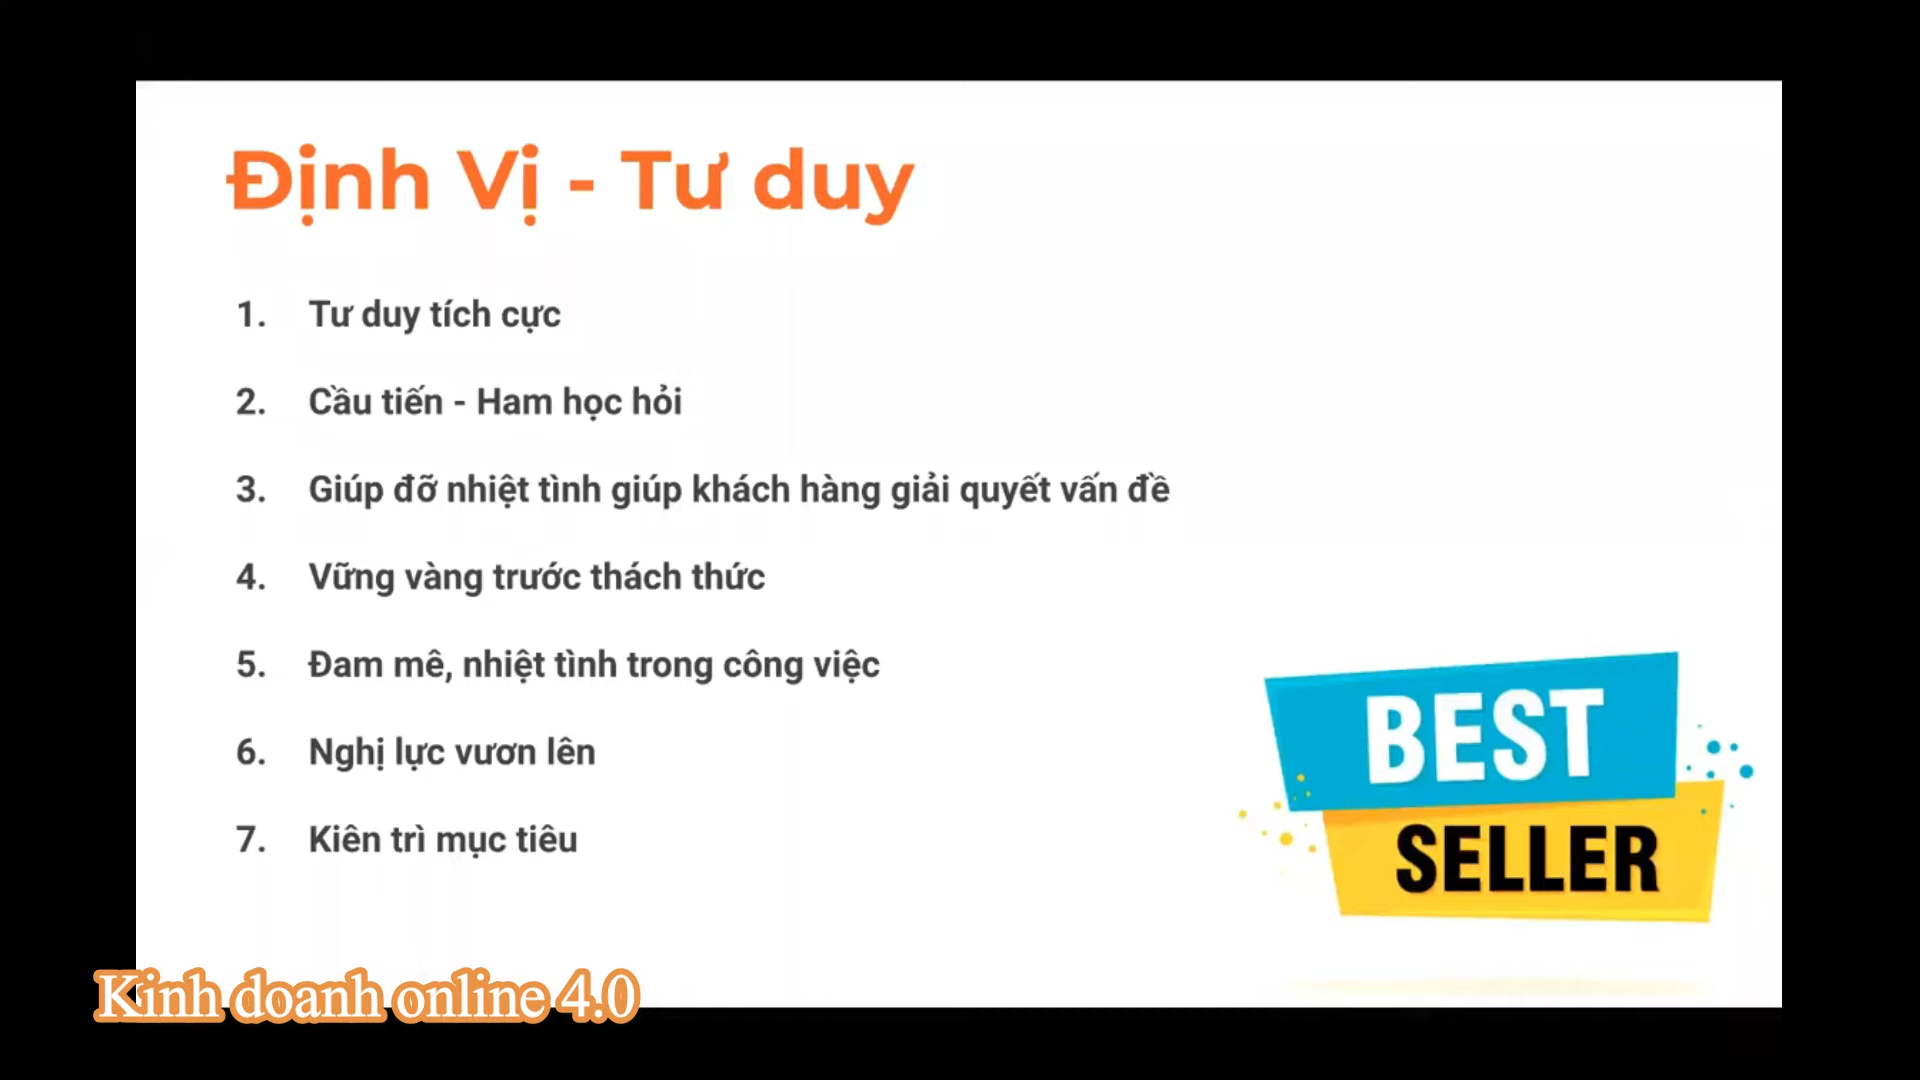 Định Vị - Tư duy
1. Tư duy tích cực
2. Cầu tiến - Ham học hỏi
3. Giúp đỡ nhiệt tình giúp khách hàng giải quyết vấn đề
4. Vững vàng trước thách thức
5. Đam mê, nhiệt tình trong công việc
6. Nghị lực vươn lên
7. Kiên trì mục tiêu
BEST
SELLER
Kinh doanh online 4.0